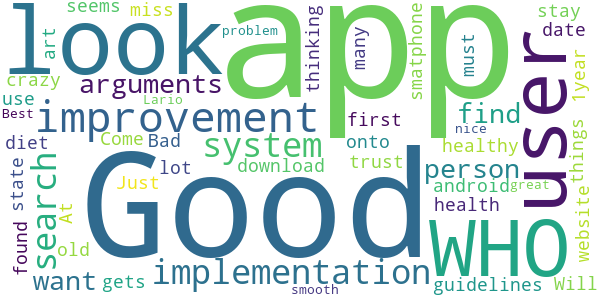 look
app
user
seems
miss
art
problem
thinking
many
must
smatphone
stay
date
crazy
arguments
use
Lario
Best
improvement
first
find
1year
diet
Come
Bad
system
onto
nice
healthy
things
search
lot
download
trust
person
state
Just
Good
android
great
found
At
health
WHO
website
old
want
gets
implementation
smooth
guidelines
Will